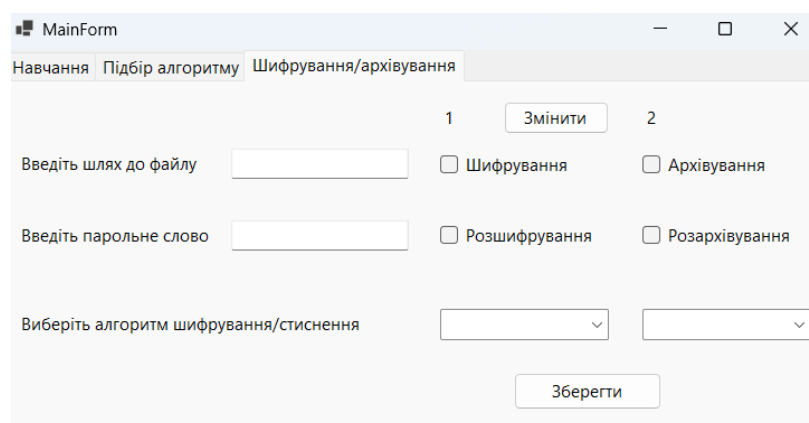 MainForm
Навчання Підбір алгоритму Шифрування/архівування
1 Змінити 2
Введіть шлях до файлу Шифрування Архівування
Введіть парольне слово Розшифрування Розархівування
Виберіть алгоритм шифрування/стиснення
Зберегти